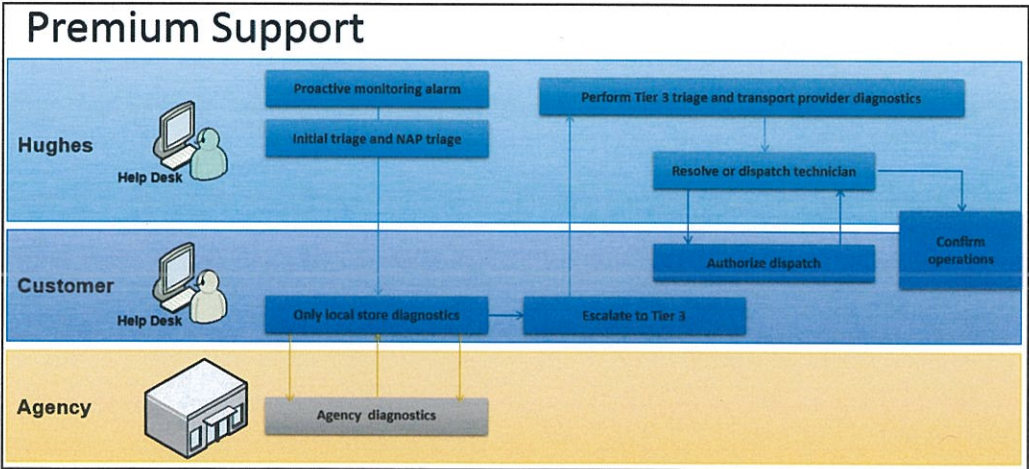 Premium Support
Hughes
Help Desk
Proactive monitoring alarm
Initial triage and NAP triage
Perform Tier 3 triage and transport provider diagnostics
Resolve or dispatch technician
Confirm
operations
Customer
Help Desk
Authorize dispatch
Only local store diagnostics
Escalate to Tier 3
Agency
Agency diagnostics